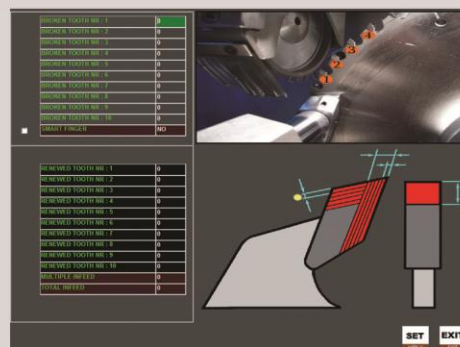 BROKEN TOOTH NR : 1 0
BROKEN TOOTH NR : 2 0
BROKEN TOOTH NR : 3 0
BROKEN TOOTH NR : 4 0
BROKEN TOOTH NR : 5 0
BROKEN TOOTH NR : 6 0
BROKEN TOOTH NR : 7 0
BROKEN TOOTH NR : 8 0
BROKEN TOOTH NR : 9 0
BROKEN TOOTH NR : 10 0
SMART FINGER NO
1
2
3
4
RENEWED TOOTH NR : 1 0
RENEWED TOOTH NR : 2 0
RENEWED TOOTH NR : 3 0
RENEWED TOOTH NR : 4 0
RENEWED TOOTH NR : 5 0
RENEWED TOOTH NR : 6 0
RENEWED TOOTH NR : 7 0
RENEWED TOOTH NR : 8 0
RENEWED TOOTH NR : 9 0
RENEWED TOOTH NR : 10 0
MULTIPLE INFEED 0
TOTAL INFEED 0
SET EXIT